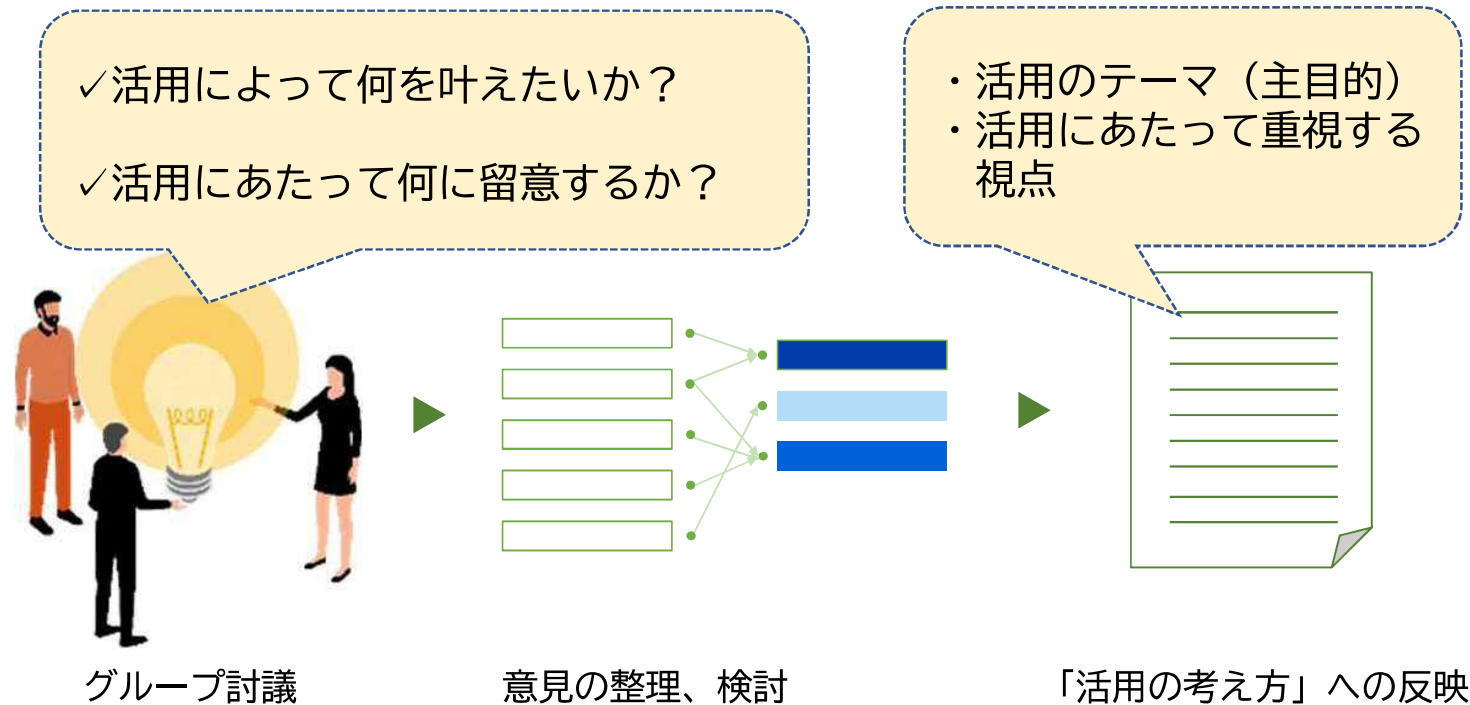 ✓活用によって何を叶えたいか？
✓活用にあたって何に留意するか？
・活用のテーマ（主目的）
・活用にあたって重視する
視点
グループ討議
意見の整理、検討
「活用の考え方」への反映